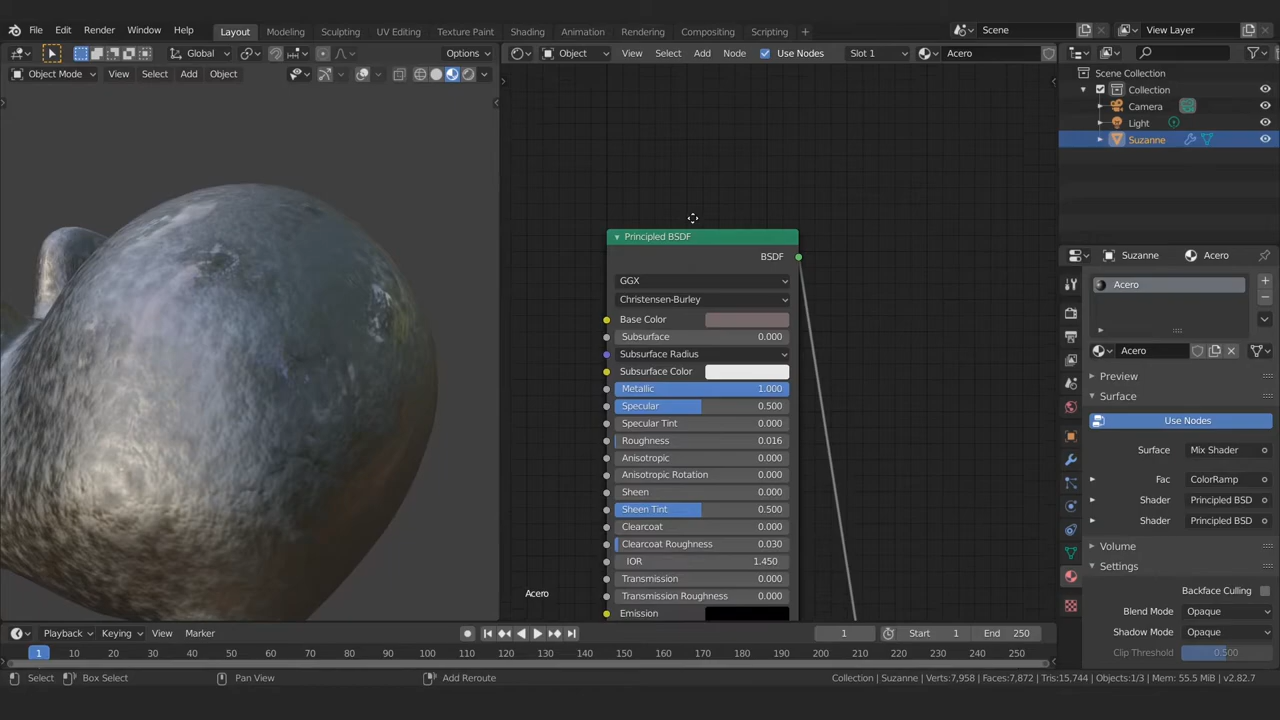 File Edit Render Window Help Layout Modeling Sculpting UV Editing Texture Paint Shading Animation Rendering Compositing Scripting + Scene View Layer
Global Options Object View Select Add Node Use Nodes Slot 1 Acero
Object Mode View Select Add Object
Scene Collection
Collection
Camera
Light
Suzanne
Principled BSDF
BSDF
GGX
Christensen-Burley
Base Color
Subsurface 0.000
Subsurface Radius
Subsurface Color
Metallic 1.000
Specular 0.500
Specular Tint 0.000
Roughness 0.016
Anisotropic 0.000
Anisotropic Rotation 0.000
Sheen 0.000
Sheen Tint 0.500
Clearcoat 0.000
Clearcoat Roughness 0.030
IOR 1.450
Transmission 0.000
Transmission Roughness 0.000
Emission
Acero
Suzanne Acero
Acero
Acero
Preview
Surface
Use Nodes
Surface Mix Shader
Fac ColorRamp
Shader Principled BSD
Shader Principled BSD
Volume
Settings
Backface Culling
Blend Mode Opaque
Shadow Mode Opaque
Clip Threshold 0.500
Playback Keying View Marker 1 Start 1 End 250
1 10 20 30 40 50 60 70 80 90 100 110 120 130 140 150 160 170 180 190 200 210 220 230 240 250
Select Box Select Pan View Add Reroute Collection | Suzanne | Verts:7,958 | Faces:7,872 | Tris:15,744 | Objects:1/3 | Mem: 55.5 MiB | v2.82.7